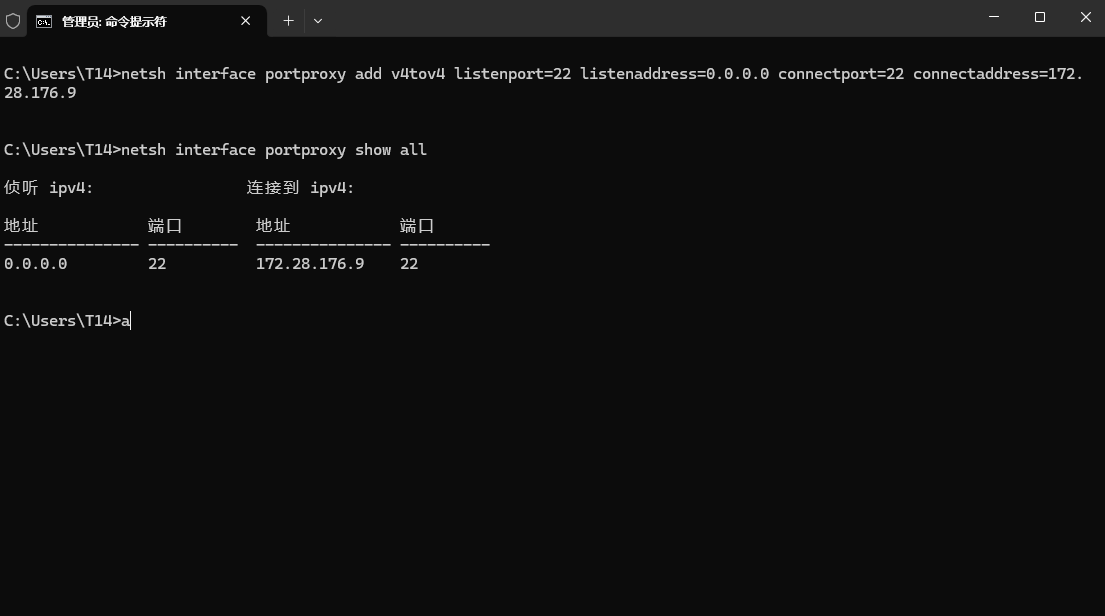 管理员: 命令提示符
C:\Users\T14>netsh interface portproxy add v4tov4 listenport=22 listenaddress=0.0.0.0 connectport=22 connectaddress=172.
28.176.9
C:\Users\T14>netsh interface portproxy show all
侦听 ipv4:                 连接到 ipv4:
地址            端口        地址            端口
--------------- ----------  --------------- ----------
0.0.0.0         22          172.28.176.9    22
C:\Users\T14>a